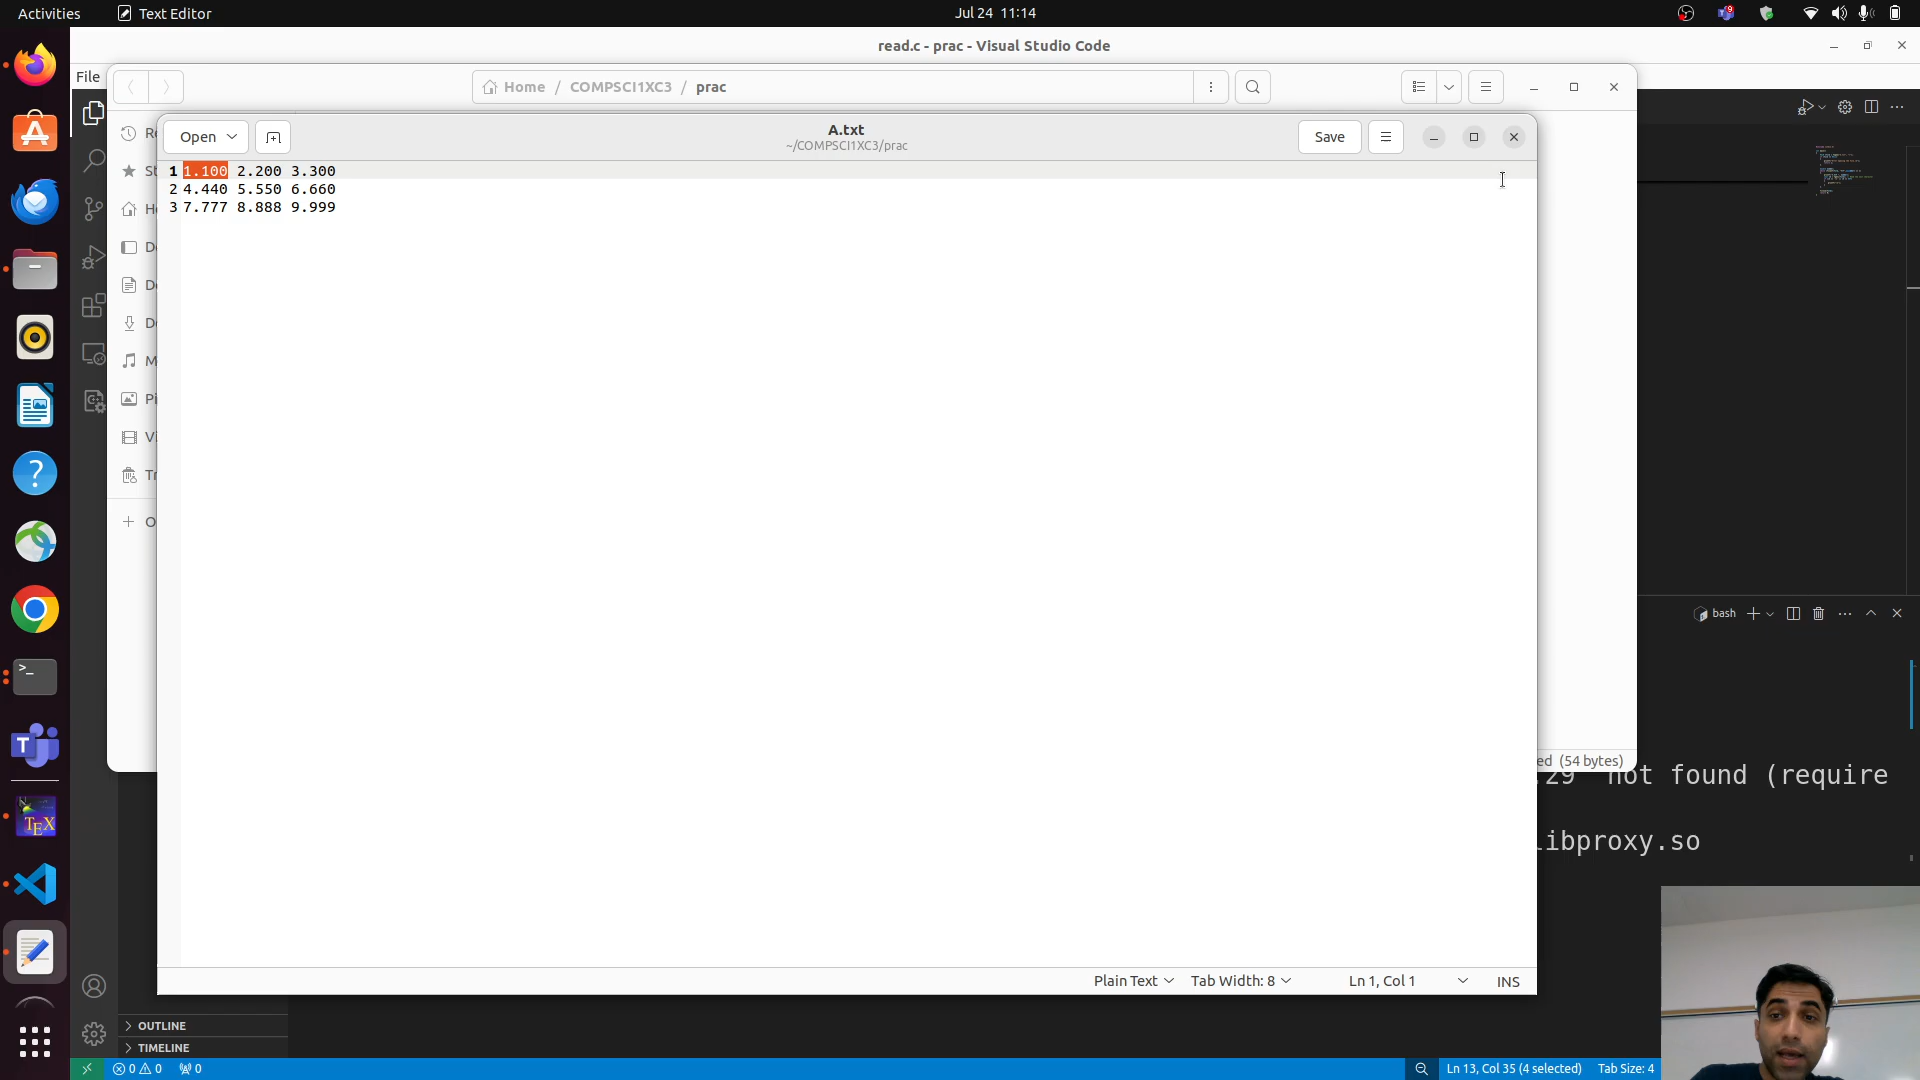 Activities
Text Editor
Jul 24 11:14
read.c - prac - Visual Studio Code
File
Home / COMPSCI1XC3 / prac
Open
A.txt
~/COMPSCI1XC3/prac
Save
1 1.100 2.200 3.300
2 4.440 5.550 6.660
3 7.777 8.888 9.999
bash
(54 bytes)
not found (require
libproxy.so
Plain Text
Tab Width: 8
Ln 1, Col 1
INS
OUTLINE
TIMELINE
0 0
0
Ln 13, Col 35 (4 selected)
Tab Size: 4